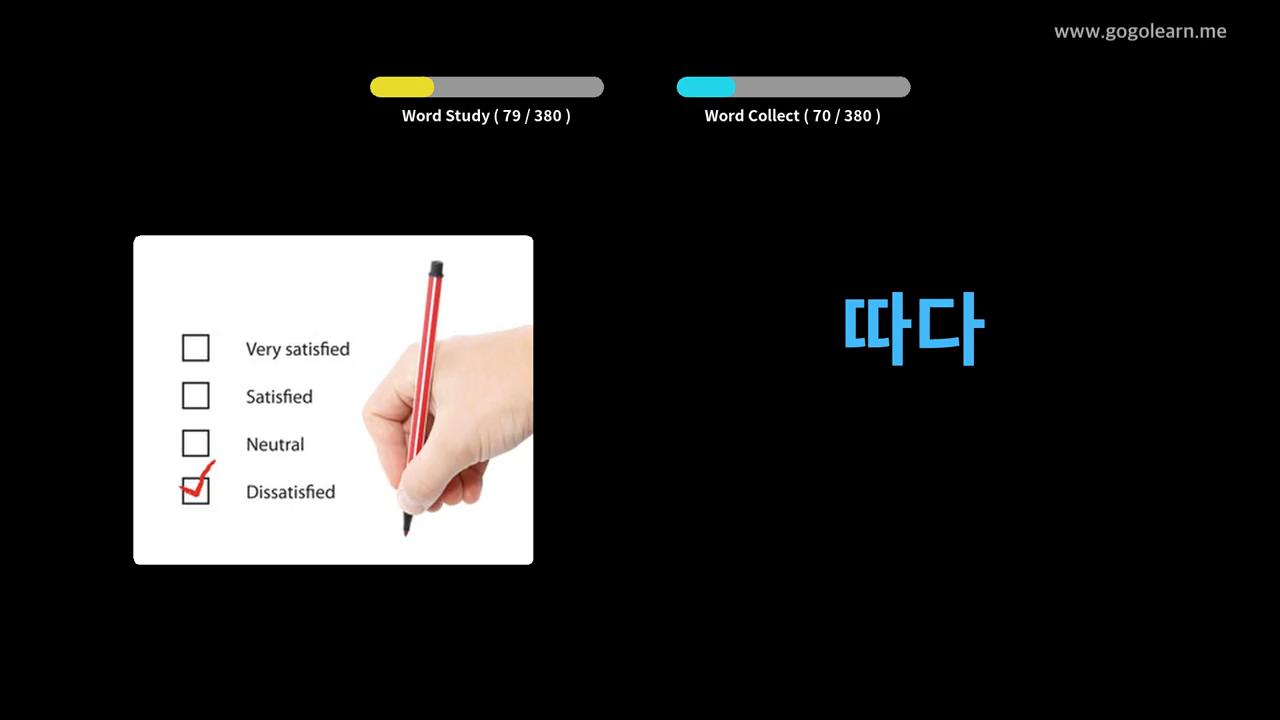 www.gogolearn.me
Word Study ( 79 / 380 )
Word Collect ( 70 / 380 )
Very satisfied
Satisfied
Neutral
Dissatisfied
따다